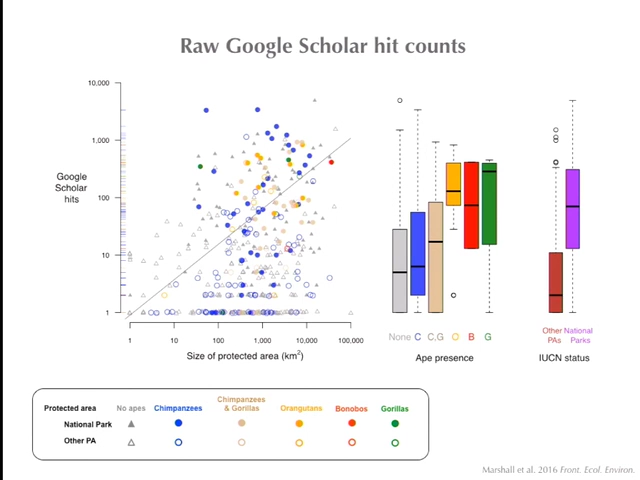 Raw Google Scholar hit counts
10,000
1,000
100
10
1
Google
Scholar
hits
1 10 100 1,000 10,000 100,000
Size of protected area (km²)
None C C,G O B G
Ape presence
Other National
PAs Parks
IUCN status
Protected area No apes Chimpanzees Chimpanzees & Gorillas Orangutans Bonobos Gorillas
National Park
Other PA
Marshall et al. 2016 Front. Ecol. Environ.